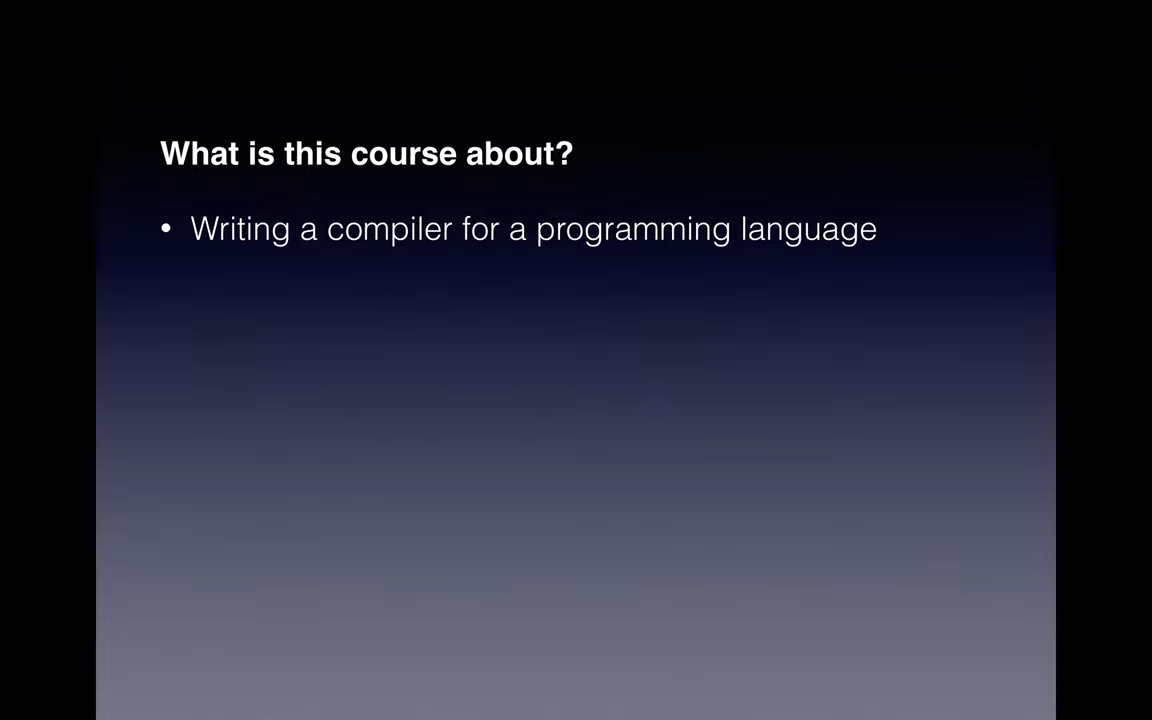 What is this course about?
• Writing a compiler for a programming language